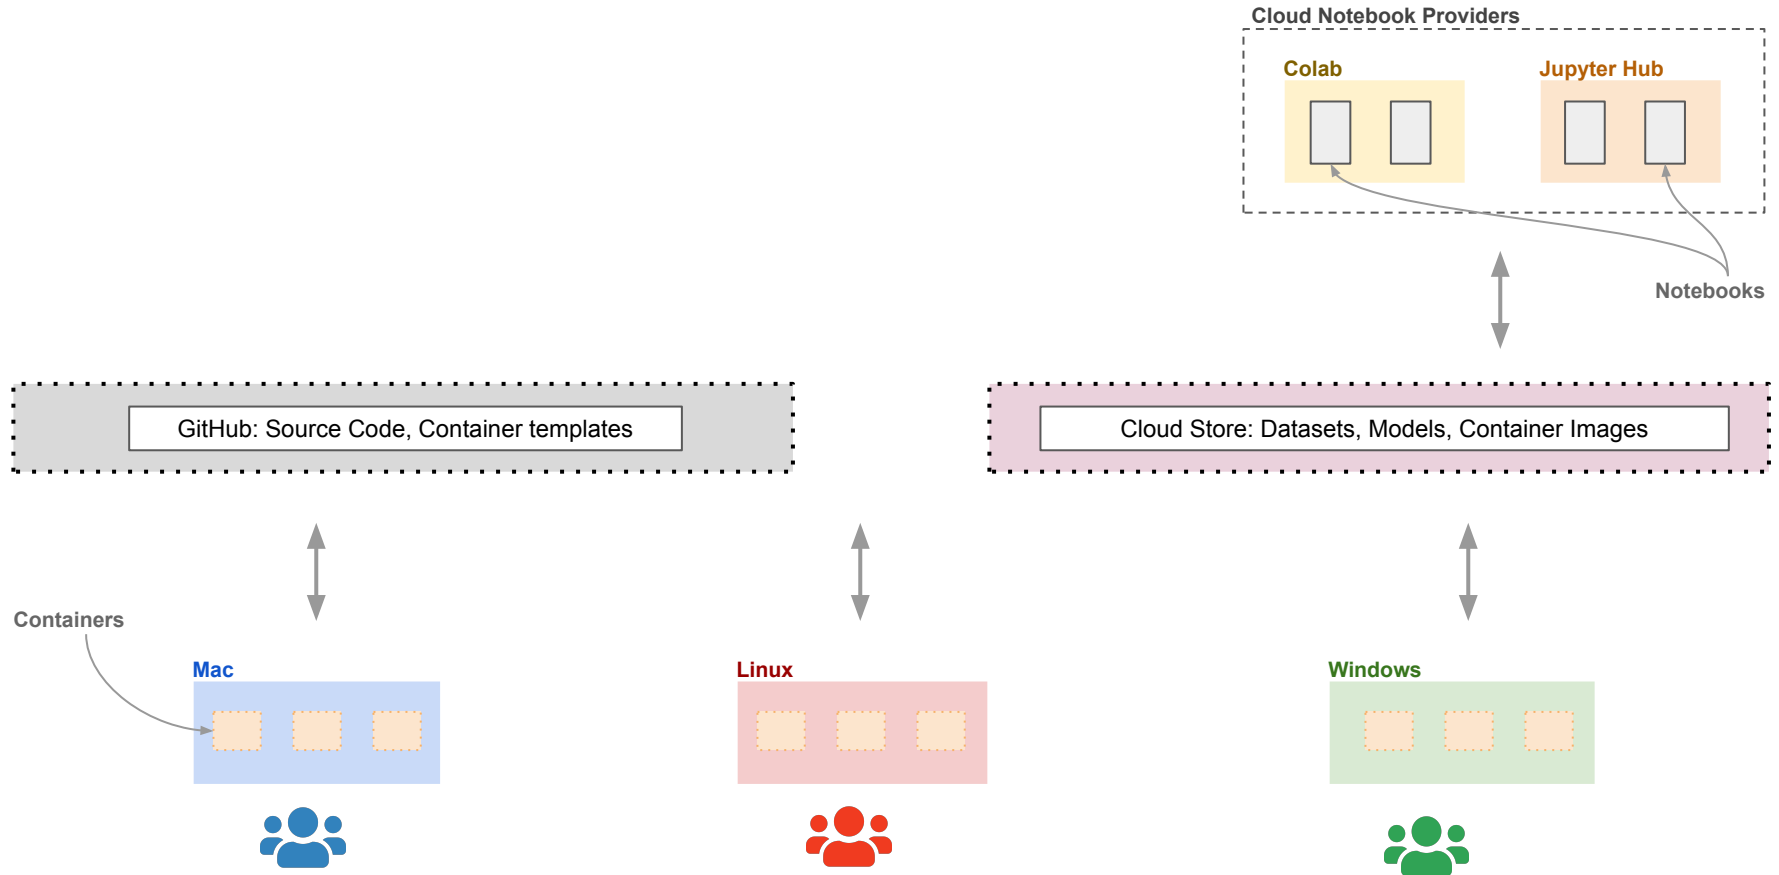 Cloud Notebook Providers
Colab
Jupyter Hub
Notebooks
GitHub: Source Code, Container templates
Cloud Store: Datasets, Models, Container Images
Containers
Mac
Linux
Windows